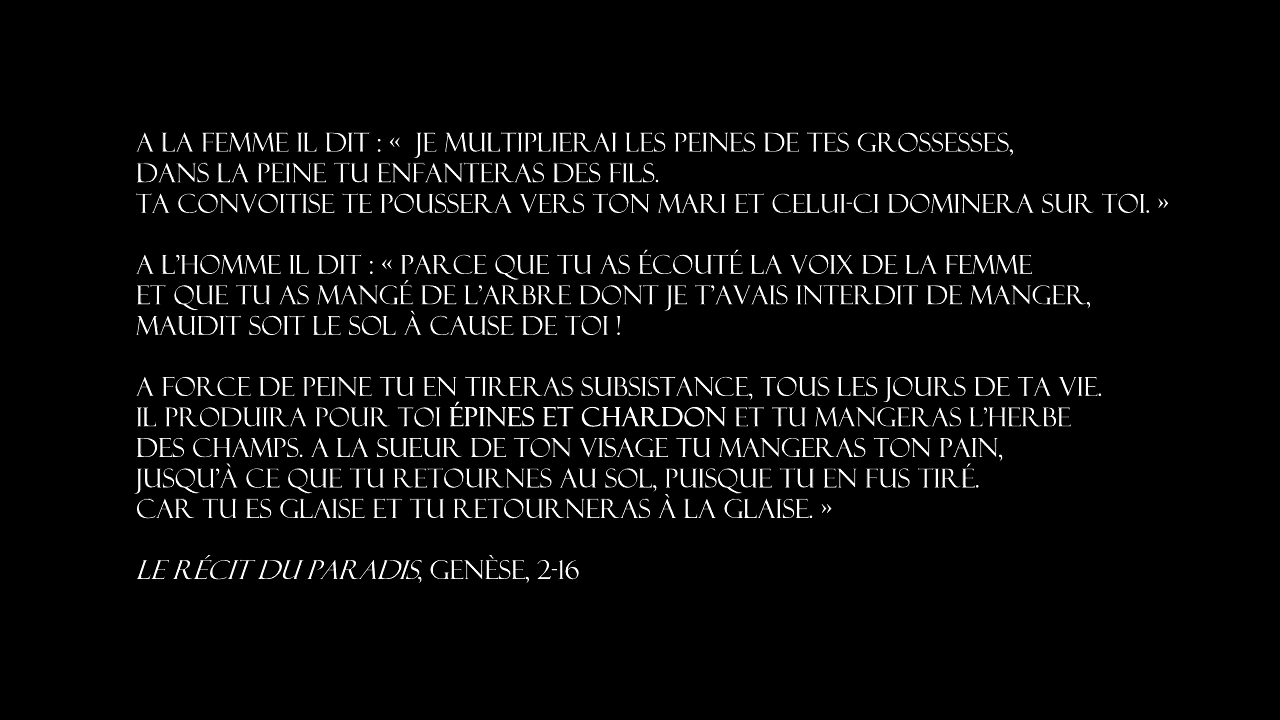 A LA FEMME IL DIT : «  JE MULTIPLIERAI LES PEINES DE TES GROSSESSES,
DANS LA PEINE TU ENFANTERAS DES FILS.
TA CONVOITISE TE POUSSERA VERS TON MARI ET CELUI-CI DOMINERA SUR TOI. »
A L'HOMME IL DIT : « PARCE QUE TU AS ÉCOUTÉ LA VOIX DE LA FEMME
ET QUE TU AS MANGÉ DE L'ARBRE DONT JE T'AVAIS INTERDIT DE MANGER,
MAUDIT SOIT LE SOL À CAUSE DE TOI !
A FORCE DE PEINE TU EN TIRERAS SUBSISTANCE, TOUS LES JOURS DE TA VIE.
IL PRODUIRA POUR TOI ÉPINES ET CHARDON ET TU MANGERAS L'HERBE
DES CHAMPS. A LA SUEUR DE TON VISAGE TU MANGERAS TON PAIN,
JUSQU'À CE QUE TU RETOURNES AU SOL, PUISQUE TU EN FUS TIRÉ.
CAR TU ES GLAISE ET TU RETOURNERAS À LA GLAISE. »
LE RÉCIT DU PARADIS, GENÈSE, 2-16